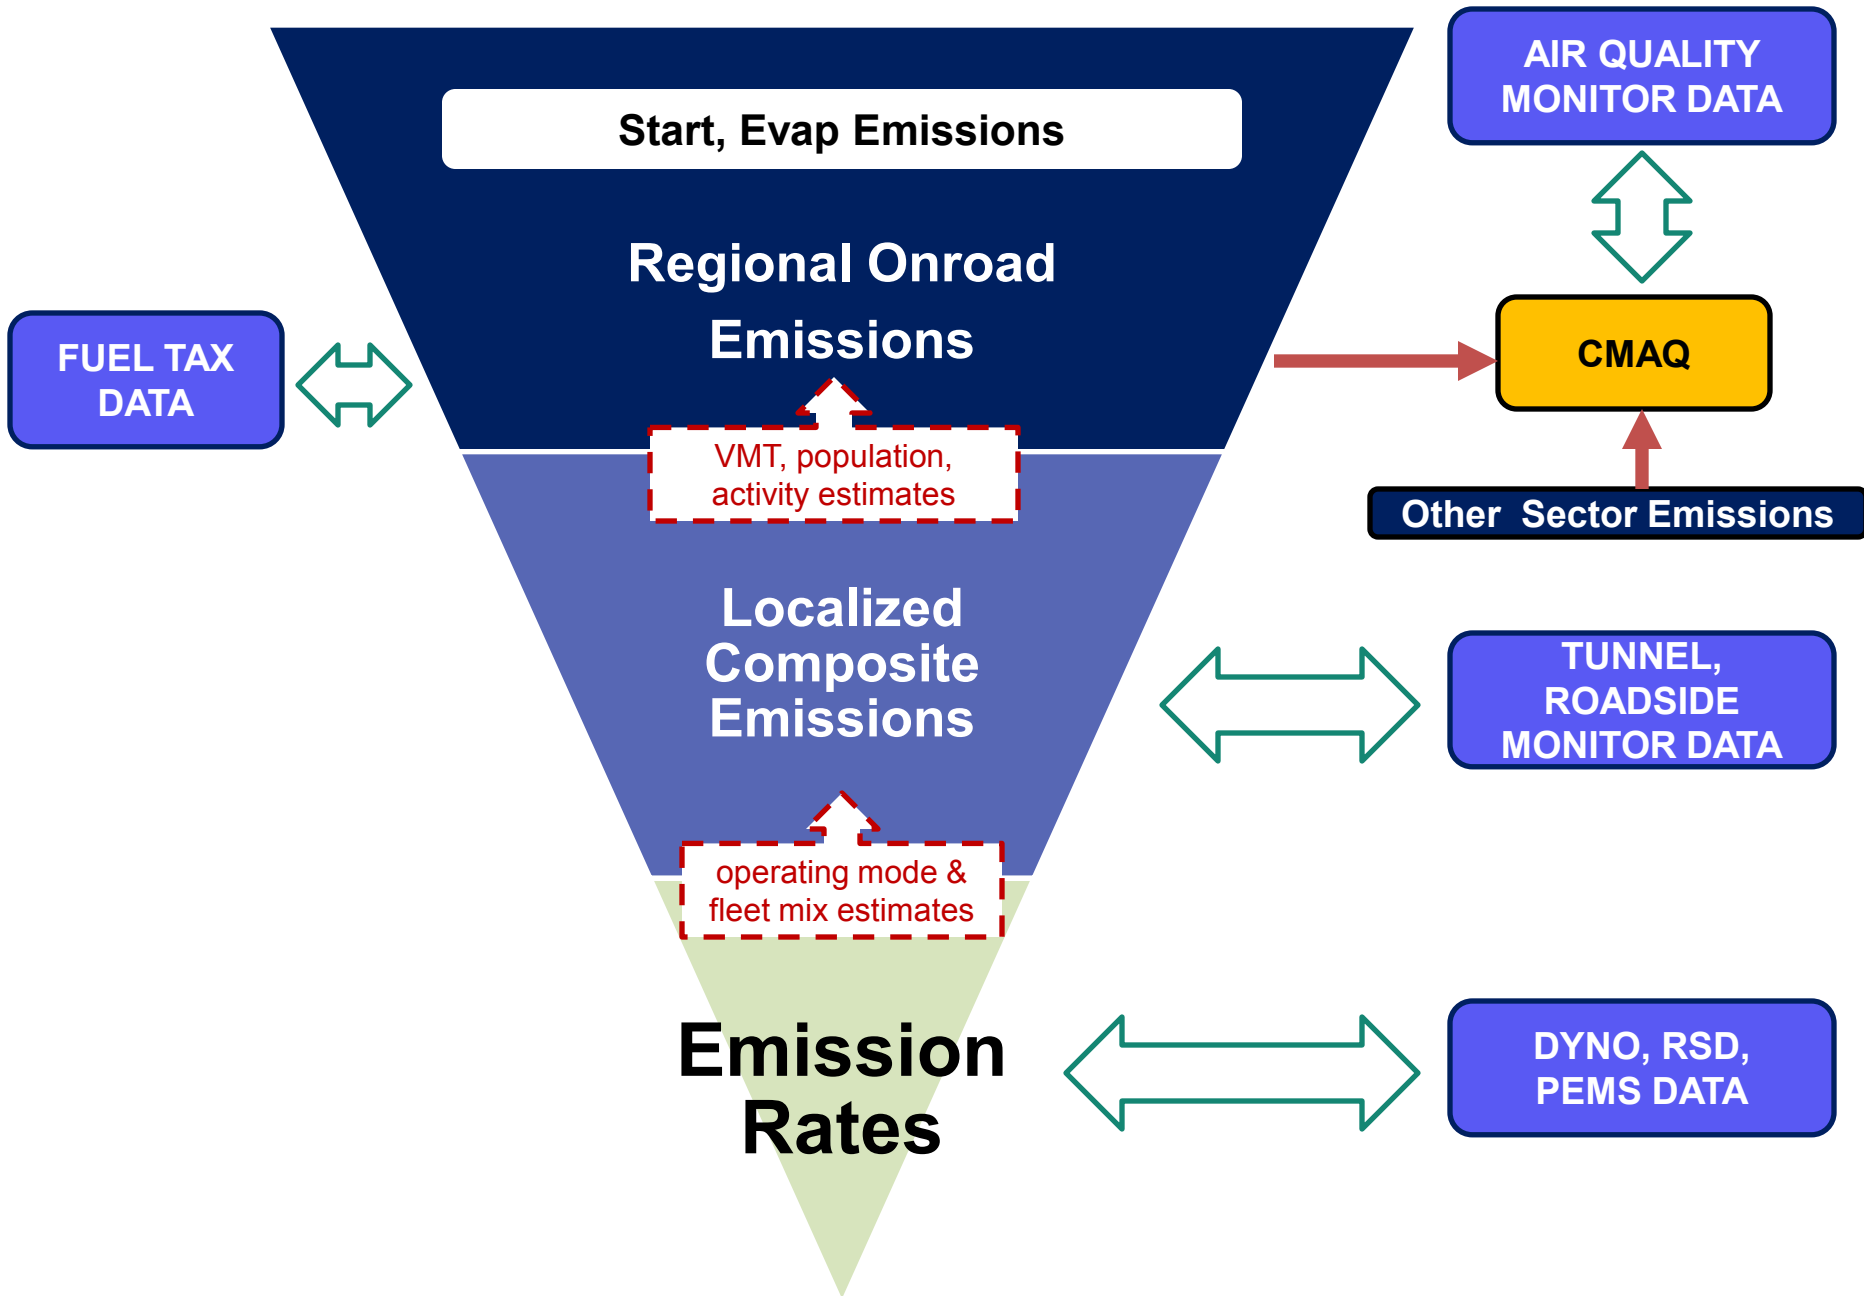 AIR QUALITY
MONITOR DATA
Start, Evap Emissions
Regional Onroad
Emissions
FUEL TAX
DATA
CMAQ
VMT, population,
activity estimates
Other  Sector Emissions
Localized
Composite
Emissions
TUNNEL,
ROADSIDE
MONITOR DATA
operating mode &
fleet mix estimates
Emission
Rates
DYNO, RSD,
PEMS DATA